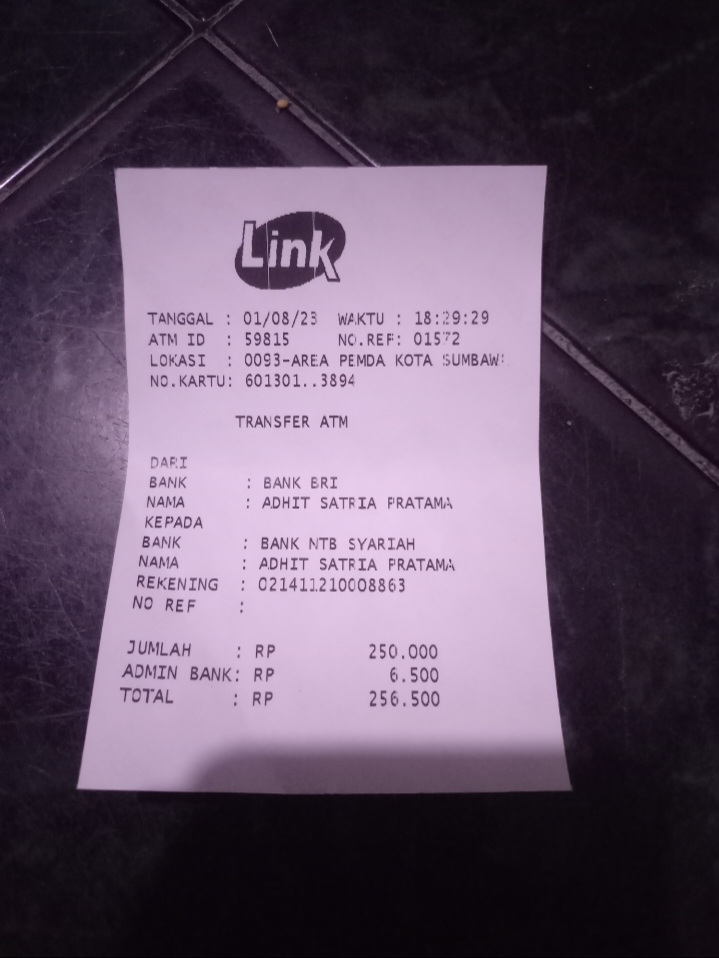 Link
TANGGAL : 01/08/23 WAKTU : 18:29:29
ATM ID : 59815 NO.REF: 01572
LOKASI : 0093-AREA PEMDA KOTA
NO.KARTU: 601301..3894
TRANSFER ATM
DARI
BANK : BANK BRI
NAMA : ADHIT SATRIA PRATAMA
KEPADA
BANK : BANK NTB SYARIAH
NAMA : ADHIT SATRIA PRATAMA
REKENING : 021411210008863
NO REF :
JUMLAH : RP 250.000
ADMIN BANK: RP 6.500
TOTAL : RP 256.500